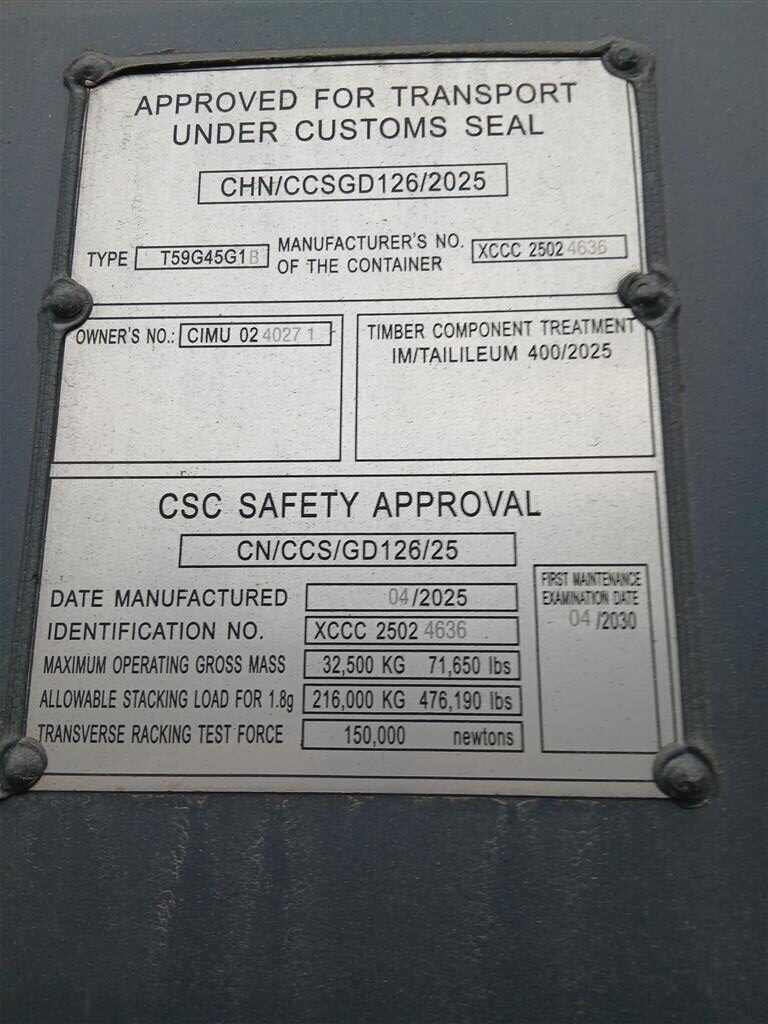 APPROVED FOR TRANSPORT
UNDER CUSTOMS SEAL
CHN/CCSGD126/2025
TYPE T59G45G1B MANUFACTURER'S NO. OF THE CONTAINER XCCC 2502 4636
OWNER'S NO.: CIMU 02 4027 1
TIMBER COMPONENT TREATMENT
IM/TAILILEUM 400/2025
CSC SAFETY APPROVAL
CN/CCS/GD126/25
DATE MANUFACTURED 04/2025
IDENTIFICATION NO. XCCC 2502 4636
MAXIMUM OPERATING GROSS MASS 32,500 KG 71,650 lbs
ALLOWABLE STACKING LOAD FOR 1.8g 216,000 KG 476,190 lbs
TRANSVERSE RACKING TEST FORCE 150,000 newtons
FIRST MAINTENANCE
EXAMINATION DATE
04 /2030